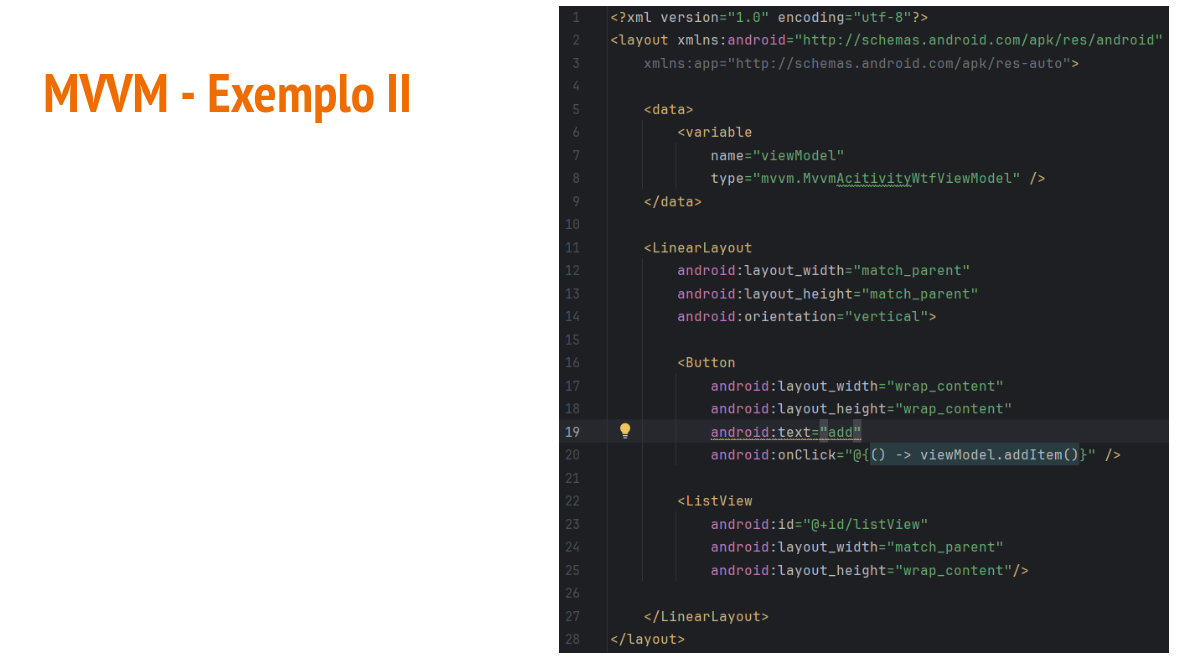 MVVM - Exemplo II
1 <?xml version="1.0" encoding="utf-8"?>
2 <layout xmlns:android="http://schemas.android.com/apk/res/android"
3 xmlns:app="http://schemas.android.com/apk/res-auto">
4
5 <data>
6 <variable
7 name="viewModel"
8 type="mvvm.MvvmAcitivityWtfViewModel" />
9 </data>
10
11 <LinearLayout
12 android:layout_width="match_parent"
13 android:layout_height="match_parent"
14 android:orientation="vertical">
15
16 <Button
17 android:layout_width="wrap_content"
18 android:layout_height="wrap_content"
19 android:text="add"
20 android:onClick="@{() -> viewModel.addItem()}" />
21
22 <ListView
23 android:id="@+id/listView"
24 android:layout_width="match_parent"
25 android:layout_height="wrap_content"/>
26
27 </LinearLayout>
28 </layout>